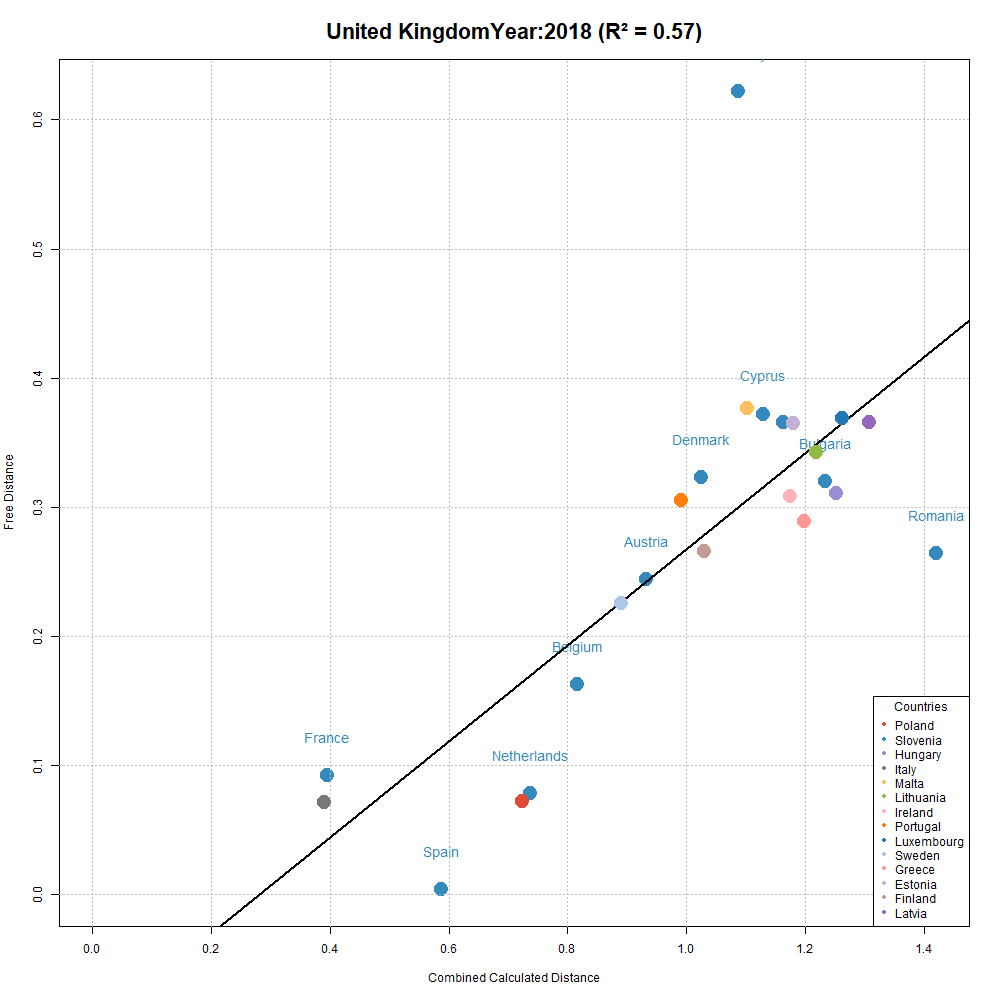 United KingdomYear:2018 (R² = 0.57)
0.6
0.5
0.4
0.3
0.2
0.1
0.0
Free Distance
Cyprus
Denmark
Bulgaria
Romania
Austria
Belgium
France
Netherlands
Spain
Countries
Poland
Slovenia
Hungary
Italy
Malta
Lithuania
Ireland
Portugal
Luxembourg
Sweden
Greece
Estonia
Finland
Latvia
0.0 0.2 0.4 0.6 0.8 1.0 1.2 1.4
Combined Calculated Distance